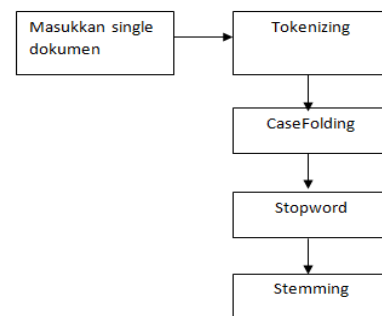 Masukkan single
dokumen
Tokenizing
CaseFolding
Stopword
Stemming